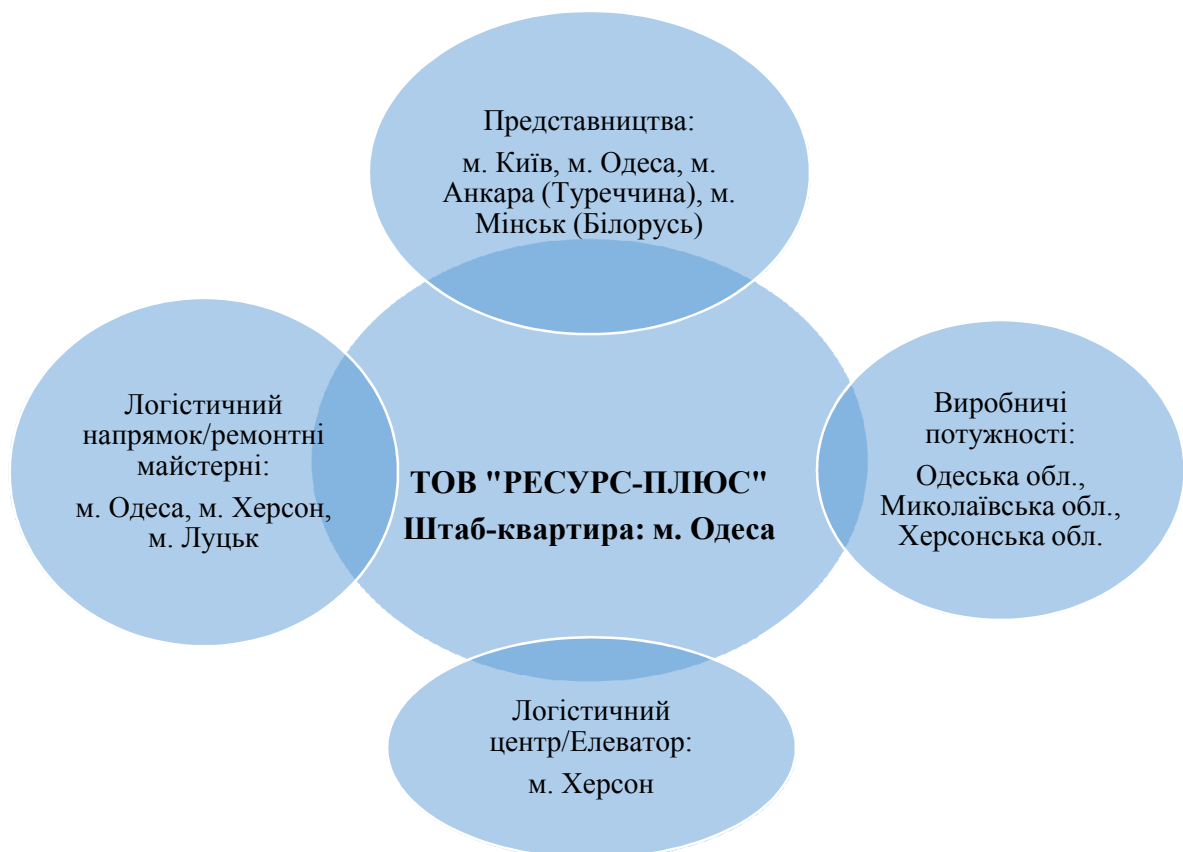 Представництва:
м. Київ, м. Одеса, м.
Анкара (Туреччина), м.
Мінськ (Білорусь)
Логістичний
напрямок/ремонтні
майстерні:
м. Одеса, м. Херсон,
м. Луцьк
ТОВ "РЕСУРС-ПЛЮС"
Штаб-квартира: м. Одеса
Виробничі
потужності:
Одеська обл.,
Миколаївська обл.,
Херсонська обл.
Логістичний
центр/Елеватор:
м. Херсон